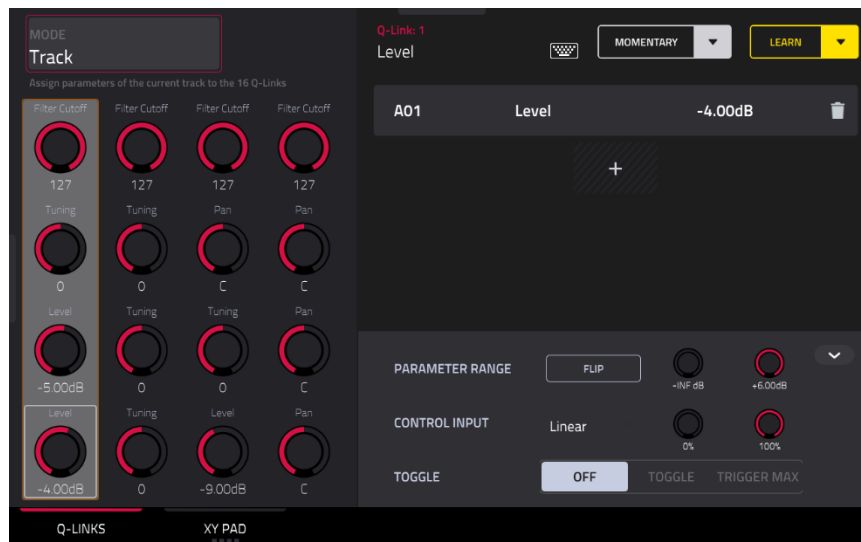 MODE
Track
Assign parameters of the current track to the 16 Q-Links
Filter Cutoff Filter Cutoff Filter Cutoff Filter Cutoff
127 127 127 127
Tuning Tuning Pan Pan
0 0 C C
Level Tuning Tuning Pan
-5.00dB 0 0 C
Level Tuning Level Pan
-4.00dB 0 -9.00dB C
Q-LINKS XY PAD
Q-Link: 1
Level
MOMENTARY LEARN
A01 Level -4.00dB
+
PARAMETER RANGE FLIP -INF dB +6.00dB
CONTROL INPUT Linear 0% 100%
TOGGLE OFF TOGGLE TRIGGER MAX